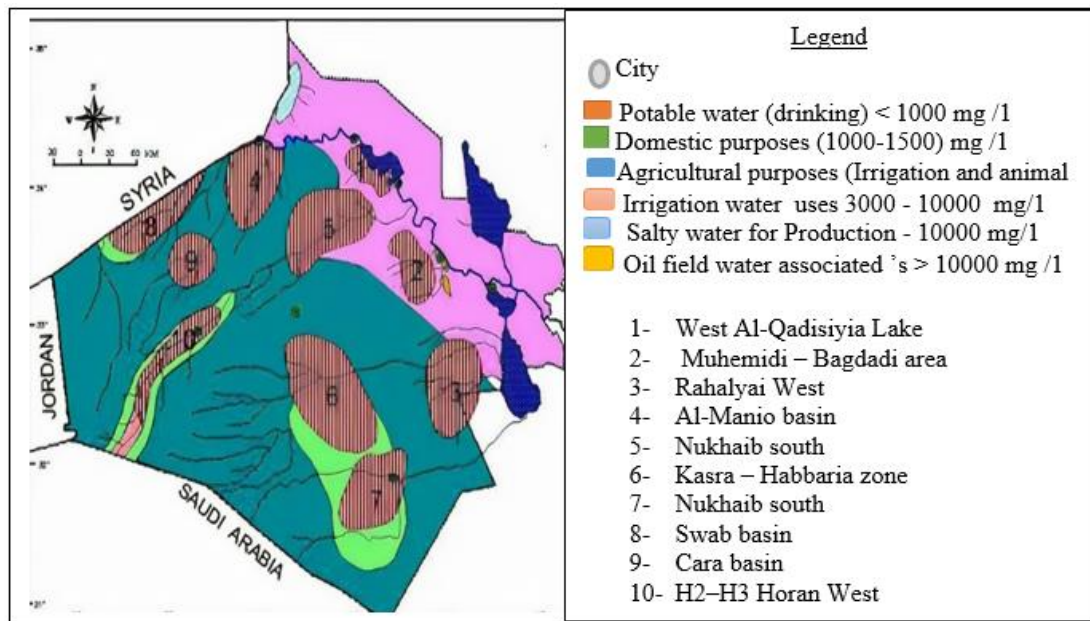 N
W
E
S
KM
SYRIA
JORDAN
SAUDI ARABIA
1
2
3
4
5
6
7
8
9
10
Legend
City
Potable water (drinking) < 1000 mg /1
Domestic purposes (1000-1500) mg /1
Agricultural purposes (Irrigation and animal
Irrigation water uses 3000 - 10000 mg/1
Salty water for Production - 10000 mg/1
Oil field water associated ’s > 10000 mg /1
1- West Al-Qadisiyia Lake
2- Muhemidi – Bagdadi area
3- Rahalyai West
4- Al-Manio basin
5- Nukhaib south
6- Kasra – Habbaria zone
7- Nukhaib south
8- Swab basin
9- Cara basin
10- H2–H3 Horan West